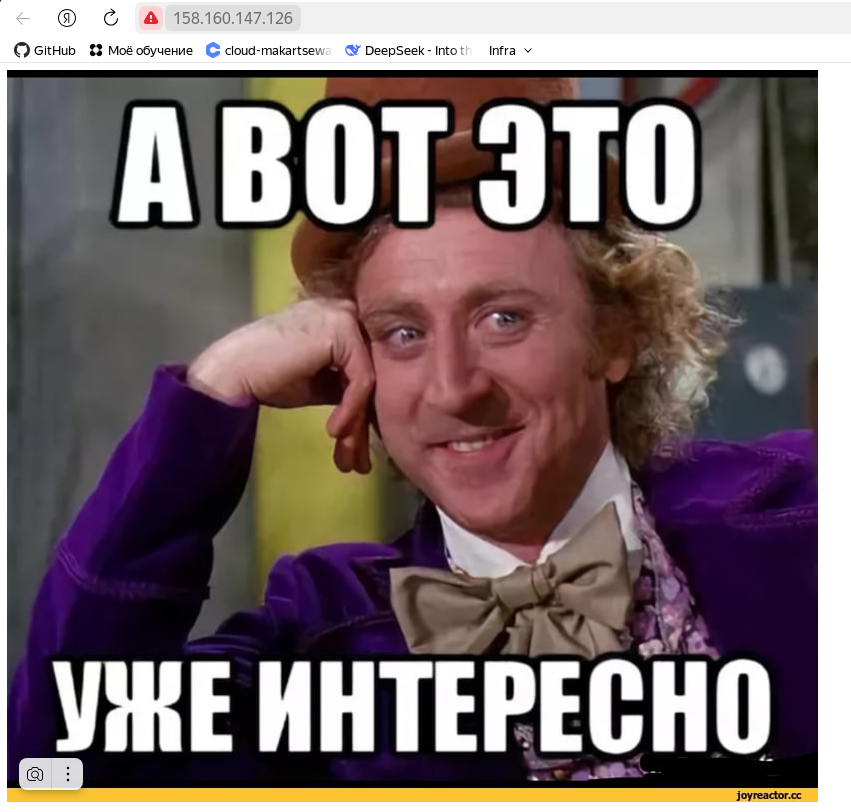 Я 158.160.147.126
GitHub Моё обучение cloud-makartsewa DeepSeek - Into th Infra
А ВОТ ЭТО
УЖЕ ИНТЕРЕСНО
joyreactor.cc